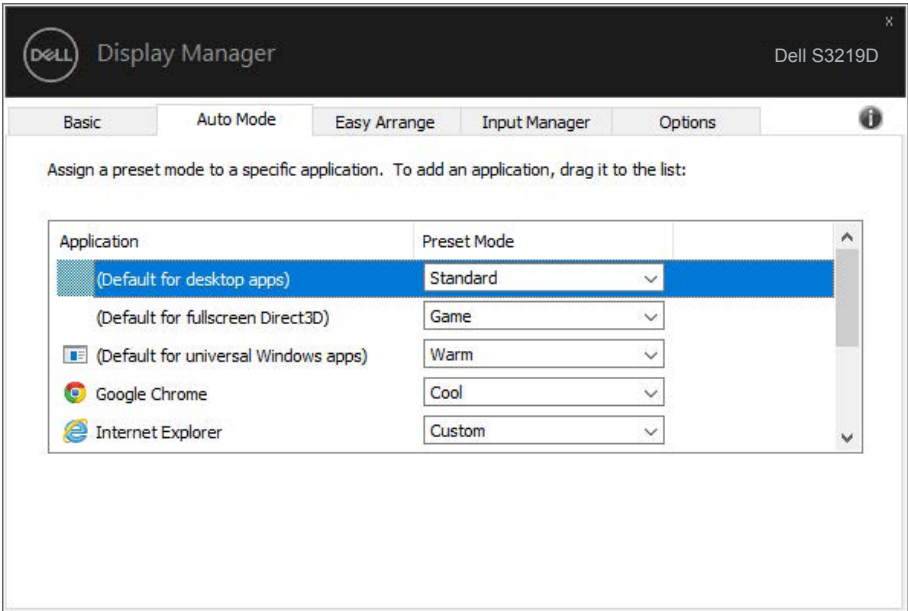 x
DELL Display Manager
Dell S3219D
Basic Auto Mode Easy Arrange Input Manager Options
Assign a preset mode to a specific application. To add an application, drag it to the list:
Application Preset Mode
(Default for desktop apps) Standard
(Default for fullscreen Direct3D) Game
(Default for universal Windows apps) Warm
Google Chrome Cool
Internet Explorer Custom